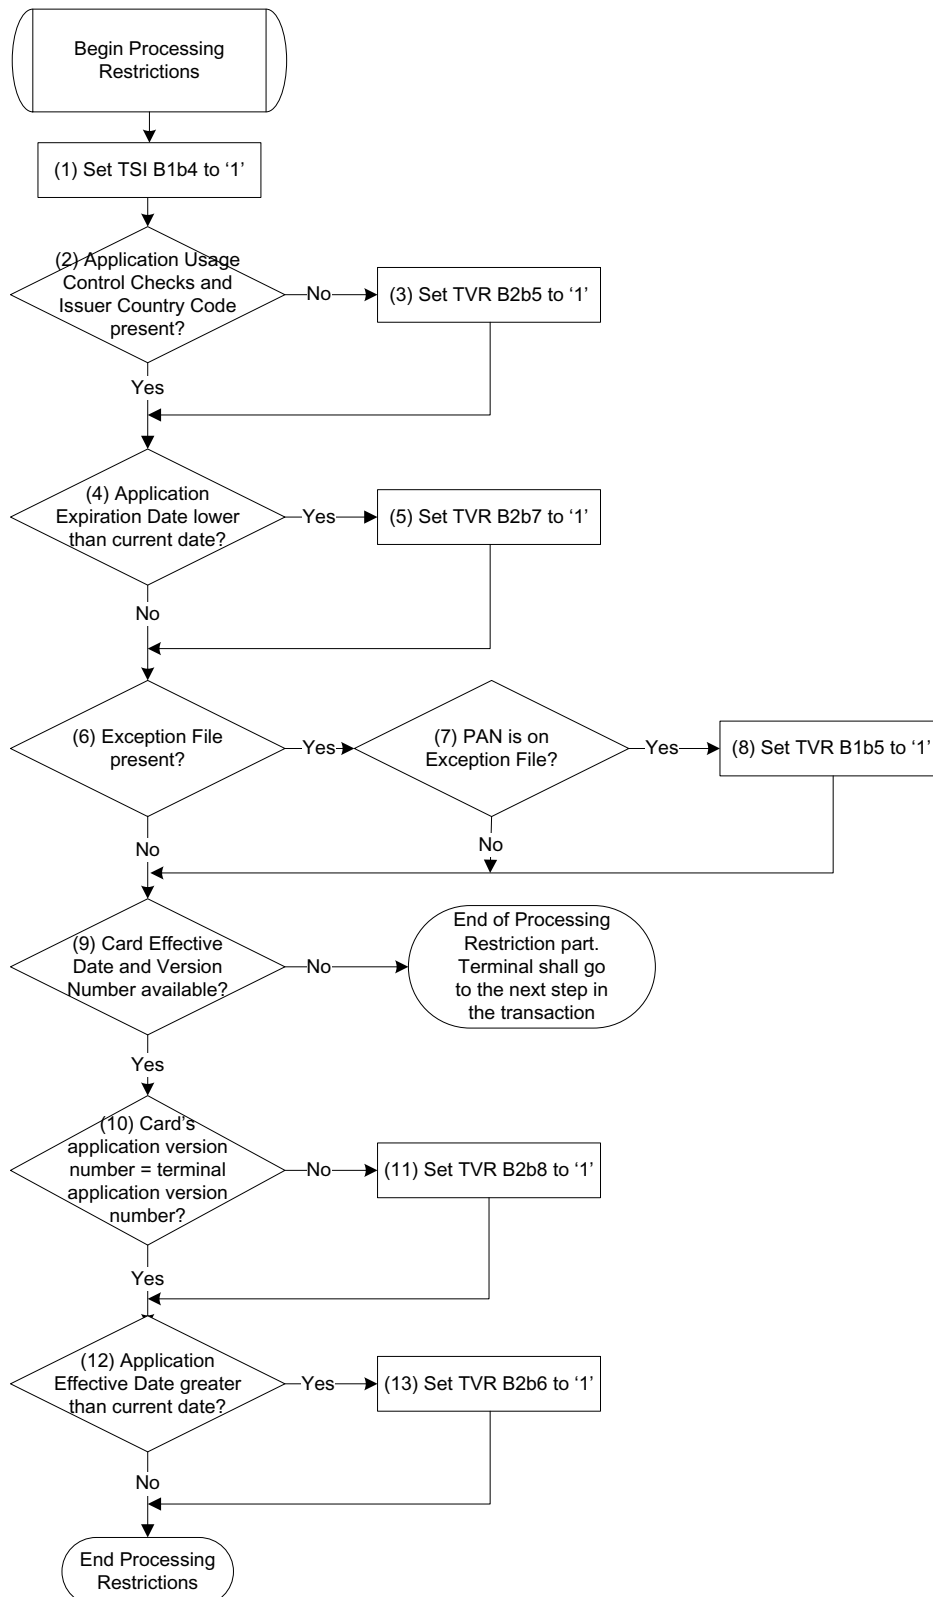 Begin Processing
Restrictions
(1) Set TSI B1b4 to ‘1’
(2) Application Usage
Control Checks and
Issuer Country Code
present?
No
(3) Set TVR B2b5 to ‘1’
Yes
(4) Application
Expiration Date lower
than current date?
Yes
(5) Set TVR B2b7 to ‘1’
No
(6) Exception File
present?
Yes
(7) PAN is on
Exception File?
Yes
(8) Set TVR B1b5 to ‘1’
No
No
(9) Card Effective
Date and Version
Number available?
No
End of Processing
Restriction part.
Terminal shall go
to the next step in
the transaction
Yes
(10) Card’s
application version
number = terminal
application version
number?
No
(11) Set TVR B2b8 to ‘1’
Yes
(12) Application
Effective Date greater
than current date?
Yes
(13) Set TVR B2b6 to ‘1’
No
End Processing
Restrictions